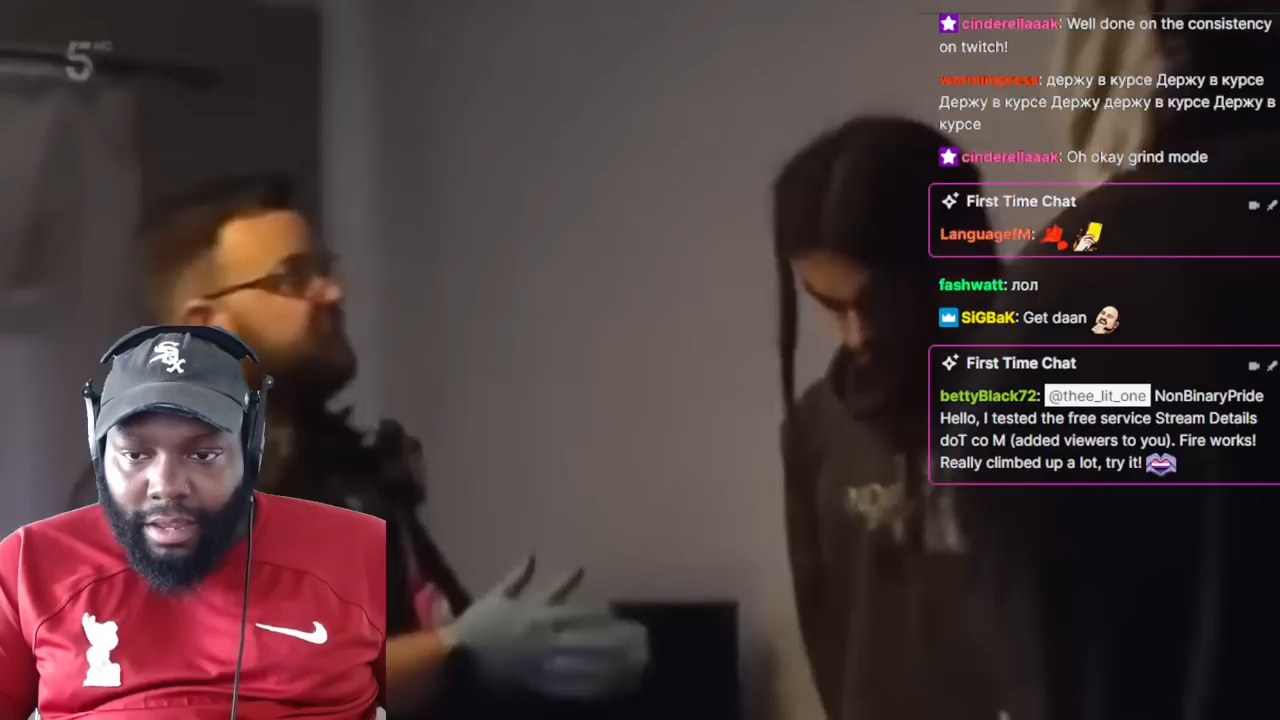 5HD
cinderellaaak: Well done on the consistency
on twitch!
wormimpress: держу в курсе Держу в курсе
Держу в курсе Держу держу в курсе Держу в
курсе
cinderellaaak: Oh okay grind mode
First Time Chat
LanguagefM:
fashwatt: лол
SiGBaK: Get daan
First Time Chat
bettyBlack72: @thee_lit_one NonBinaryPride
Hello, I tested the free service Stream Details
doT co M (added viewers to you). Fire works!
Really climbed up a lot, try it!
SOX